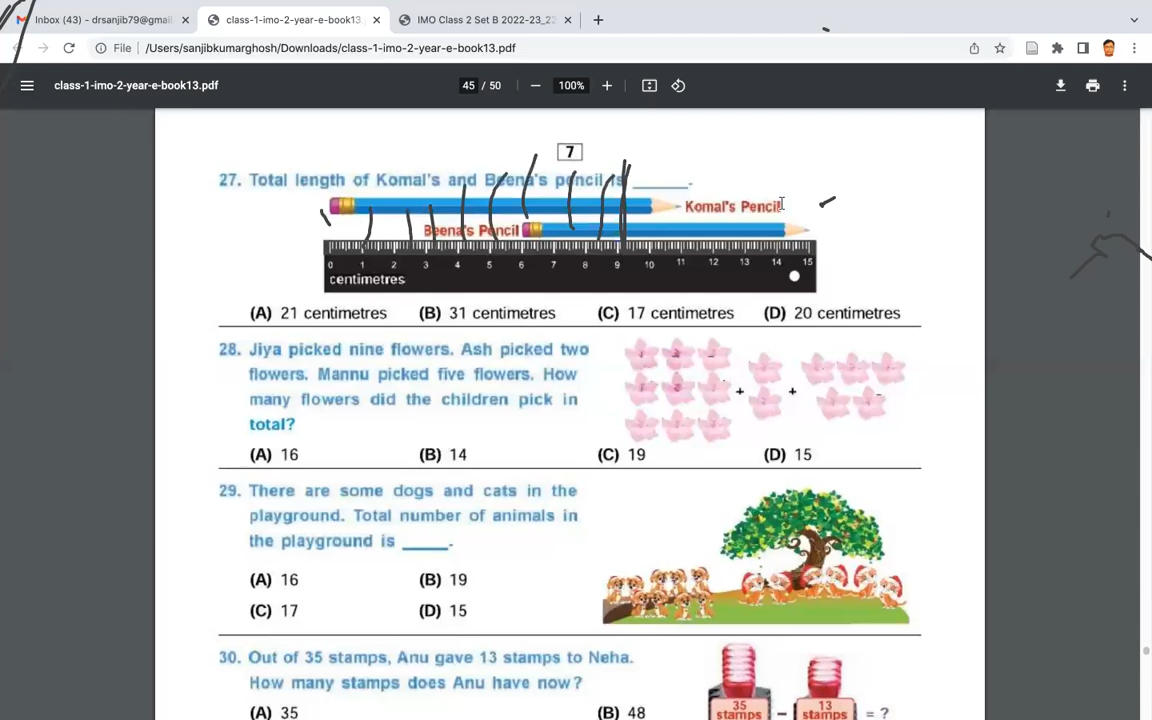 Inbox (43) - drsanjib79@gmail
class-1-imo-2-year-e-book13.
IMO Class 2 Set B 2022-23_22
File /Users/sanjibkumarghosh/Downloads/class-1-imo-2-year-e-book13.pdf
class-1-imo-2-year-e-book13.pdf
45 / 50
100%
7
27. Total length of Komal's and Beena's pencil is ______.
Komal's Pencil
Beena's Pencil
0 1 2 3 4 5 6 7 8 9 10 11 12 13 14 15
centimetres
(A) 21 centimetres (B) 31 centimetres (C) 17 centimetres (D) 20 centimetres
28. Jiya picked nine flowers. Ash picked two
flowers. Mannu picked five flowers. How
many flowers did the children pick in
total?
+ +
(A) 16 (B) 14 (C) 19 (D) 15
29. There are some dogs and cats in the
playground. Total number of animals in
the playground is _____.
(A) 16 (B) 19
(C) 17 (D) 15
30. Out of 35 stamps, Anu gave 13 stamps to Neha.
How many stamps does Anu have now?
35 stamps – 13 stamps = ?
(A) 35 (B) 48